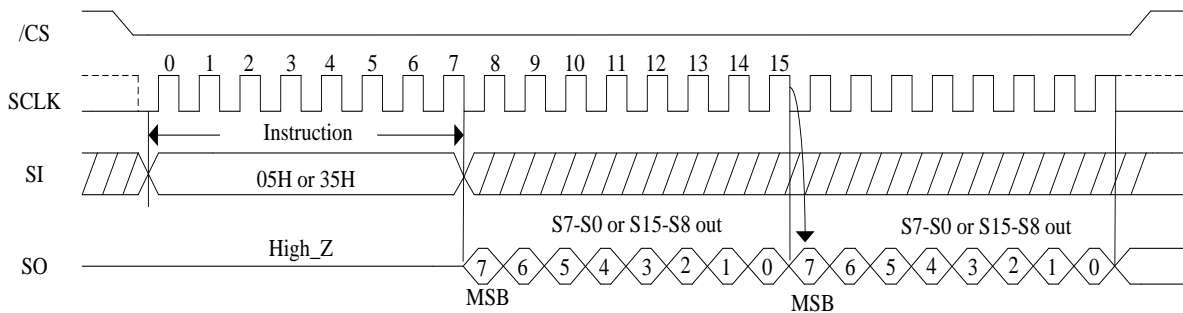 /CS
0 1 2 3 4 5 6 7 8 9 10 11 12 13 14 15
SCLK
Instruction
SI
05H or 35H
S7-S0 or S15-S8 out S7-S0 or S15-S8 out
High_Z
SO
7 6 5 4 3 2 1 0 7 6 5 4 3 2 1 0
MSB MSB